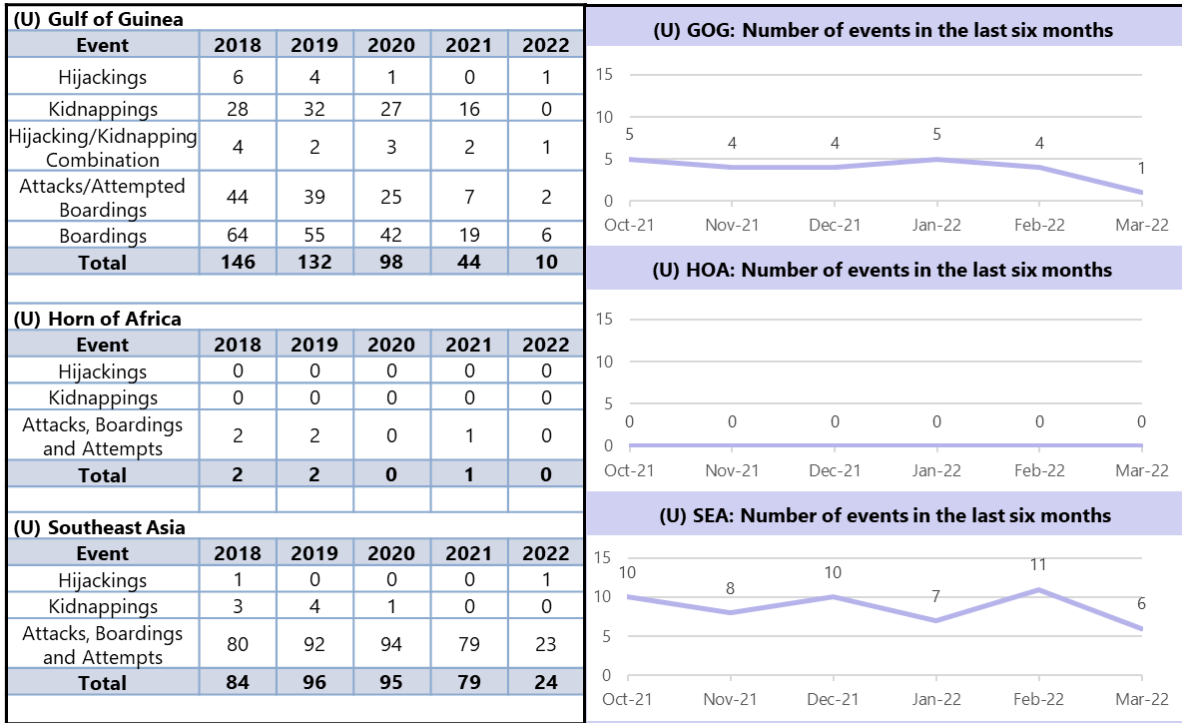 (U) Gulf of Guinea
Event 2018 2019 2020 2021 2022
Hijackings 6 4 1 0 1
Kidnappings 28 32 27 16 0
Hijacking/Kidnapping
Combination 4 2 3 2 1
Attacks/Attempted
Boardings 44 39 25 7 2
Boardings 64 55 42 19 6
Total 146 132 98 44 10
(U) Horn of Africa
Event 2018 2019 2020 2021 2022
Hijackings 0 0 0 0 0
Kidnappings 0 0 0 0 0
Attacks, Boardings
and Attempts 2 2 0 1 0
Total 2 2 0 1 0
(U) Southeast Asia
Event 2018 2019 2020 2021 2022
Hijackings 1 0 0 0 1
Kidnappings 3 4 1 0 0
Attacks, Boardings
and Attempts 80 92 94 79 23
Total 84 96 95 79 24
(U) GOG: Number of events in the last six months
15
10
5 4 4 5 4 1
5
0
Oct-21 Nov-21 Dec-21 Jan-22 Feb-22 Mar-22
(U) HOA: Number of events in the last six months
15
10
5
0 0 0 0 0 0
0
Oct-21 Nov-21 Dec-21 Jan-22 Feb-22 Mar-22
(U) SEA: Number of events in the last six months
15
10 8 10 7 11 6
10
5
0
Oct-21 Nov-21 Dec-21 Jan-22 Feb-22 Mar-22